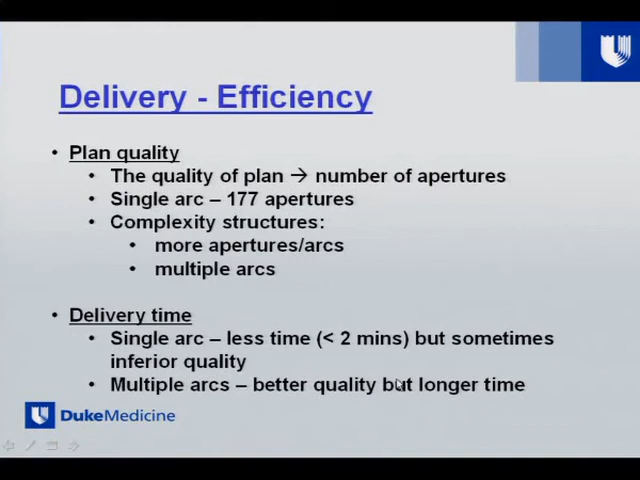 Delivery - Efficiency
• Plan quality
• The quality of plan → number of apertures
• Single arc – 177 apertures
• Complexity structures:
• more apertures/arcs
• multiple arcs
• Delivery time
• Single arc – less time (< 2 mins) but sometimes
inferior quality
• Multiple arcs – better quality but longer time
DukeMedicine